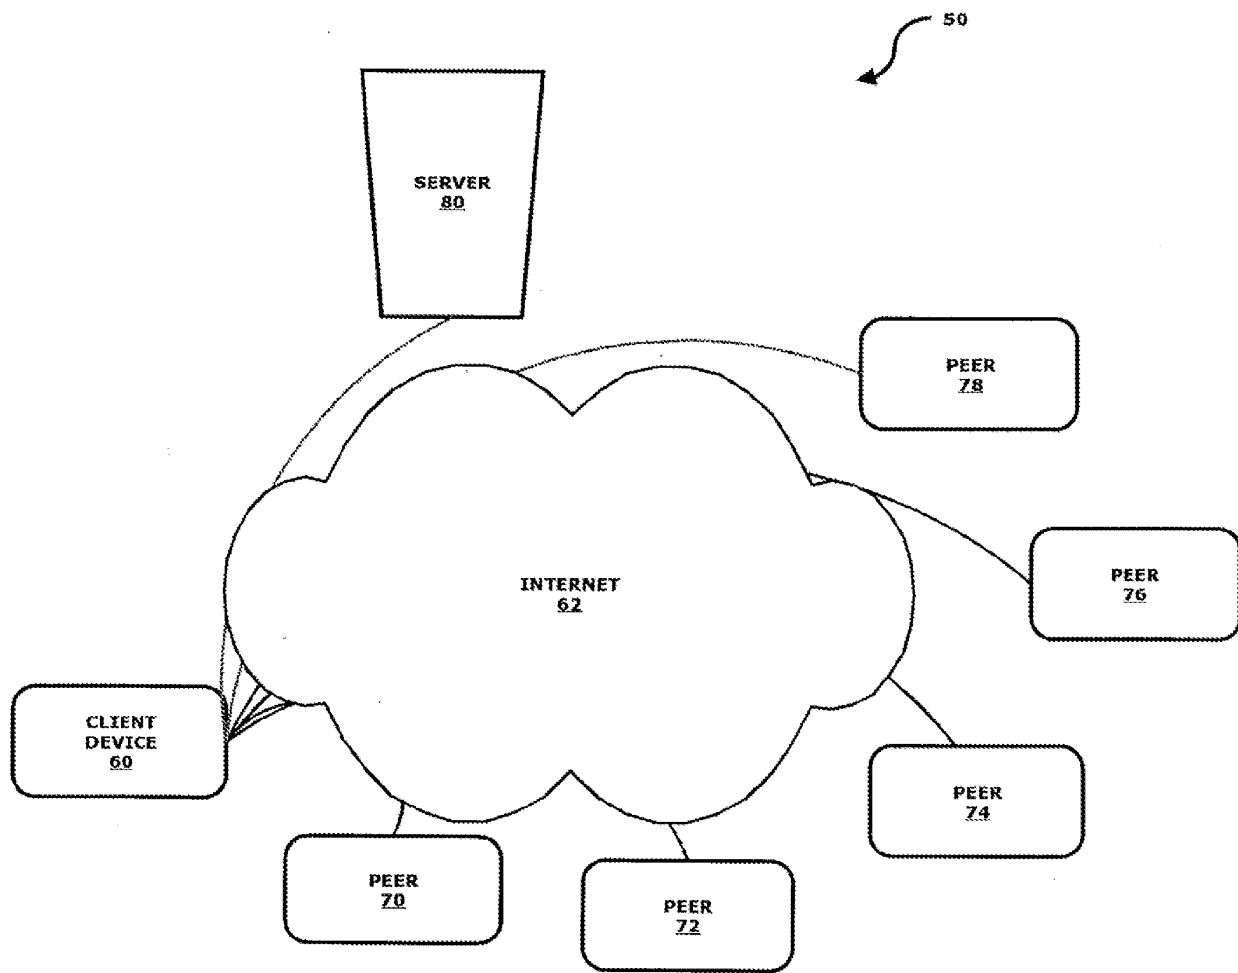 50
SERVER
80
PEER
78
INTERNET
62
PEER
76
CLIENT
DEVICE
60
PEER
74
PEER
70
PEER
72